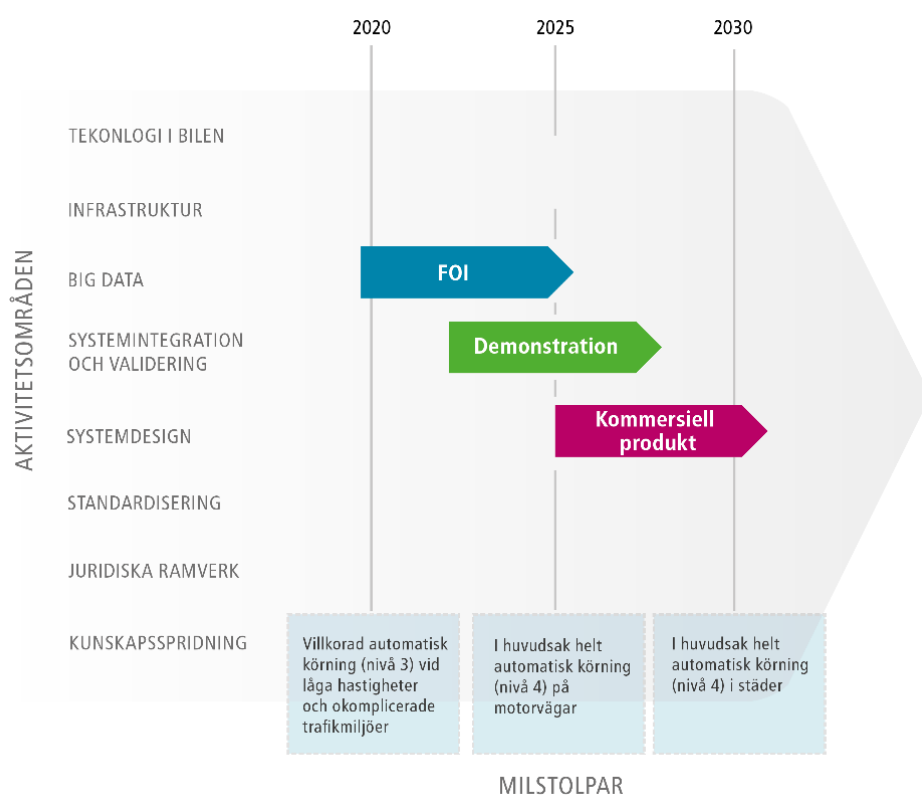 2020
2025
2030
TEKONLOGI I BILEN
INFRASTRUKTUR
BIG DATA
SYSTEMINTEGRATION
OCH VALIDERING
SYSTEMDESIGN
STANDARDISERING
JURIDISKA RAMVERK
KUNSKAPSSPRIDNING
AKTIVITETSOMRÅDEN
FOI
Demonstration
Kommersiell
produkt
Villkorad automatisk
körning (nivå 3) vid
låga hastigheter
och okomplicerade
trafikmiljöer
I huvudsak helt
automatisk körning
(nivå 4) på
motorvägar
I huvudsak helt
automatisk körning
(nivå 4) i städer
MILSTOLPAR